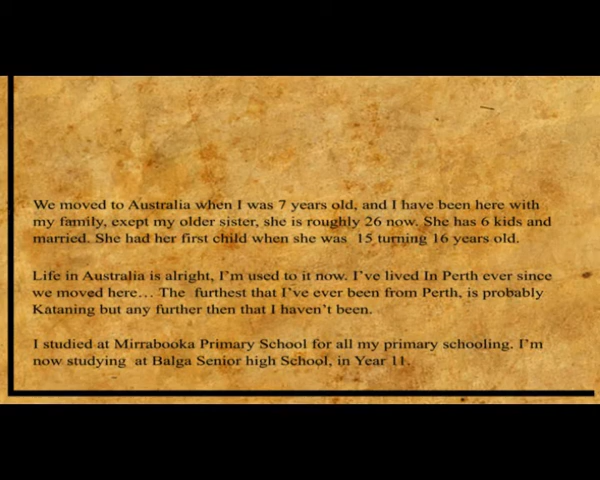 We moved to Australia when I was 7 years old, and I have been here with
my family, exept my older sister, she is roughly 26 now. She has 6 kids and
married. She had her first child when she was  15 turning 16 years old.
Life in Australia is alright, I'm used to it now. I've lived In Perth ever since
we moved here… The  furthest that I've ever been from Perth, is probably
Kataning but any further then that I haven't been.
I studied at Mirrabooka Primary School for all my primary schooling. I'm
now studying  at Balga Senior high School, in Year 11.